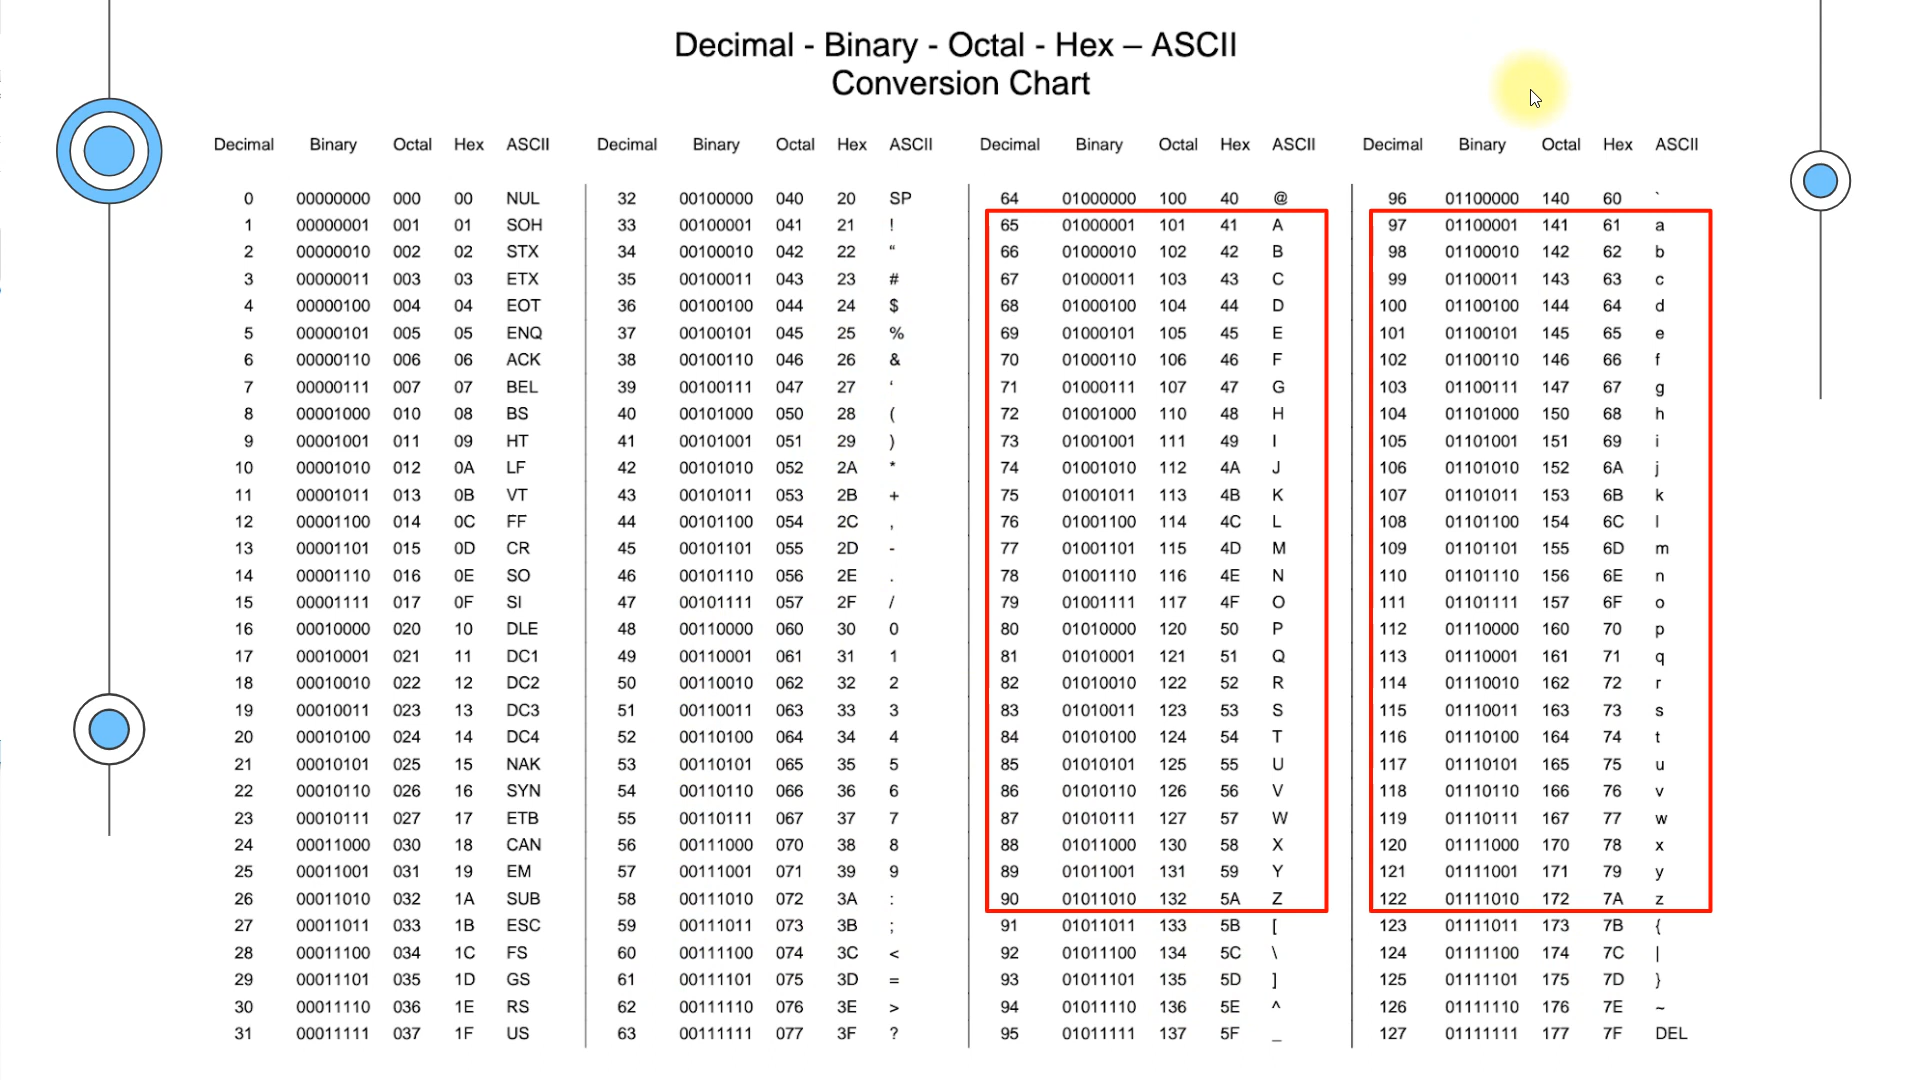 Decimal - Binary - Octal - Hex – ASCII
Conversion Chart
Decimal Binary Octal Hex ASCII Decimal Binary Octal Hex ASCII Decimal Binary Octal Hex ASCII Decimal Binary Octal Hex ASCII
0 00000000 000 00 NUL 32 00100000 040 20 SP 64 01000000 100 40 @ 96 01100000 140 60 `
1 00000001 001 01 SOH 33 00100001 041 21 ! 65 01000001 101 41 A 97 01100001 141 61 a
2 00000010 002 02 STX 34 00100010 042 22 “ 66 01000010 102 42 B 98 01100010 142 62 b
3 00000011 003 03 ETX 35 00100011 043 23 # 67 01000011 103 43 C 99 01100011 143 63 c
4 00000100 004 04 EOT 36 00100100 044 24 $ 68 01000100 104 44 D 100 01100100 144 64 d
5 00000101 005 05 ENQ 37 00100101 045 25 % 69 01000101 105 45 E 101 01100101 145 65 e
6 00000110 006 06 ACK 38 00100110 046 26 & 70 01000110 106 46 F 102 01100110 146 66 f
7 00000111 007 07 BEL 39 00100111 047 27 ‘ 71 01000111 107 47 G 103 01100111 147 67 g
8 00001000 010 08 BS 40 00101000 050 28 ( 72 01001000 110 48 H 104 01101000 150 68 h
9 00001001 011 09 HT 41 00101001 051 29 ) 73 01001001 111 49 I 105 01101001 151 69 i
10 00001010 012 0A LF 42 00101010 052 2A * 74 01001010 112 4A J 106 01101010 152 6A j
11 00001011 013 0B VT 43 00101011 053 2B + 75 01001011 113 4B K 107 01101011 153 6B k
12 00001100 014 0C FF 44 00101100 054 2C , 76 01001100 114 4C L 108 01101100 154 6C l
13 00001101 015 0D CR 45 00101101 055 2D - 77 01001101 115 4D M 109 01101101 155 6D m
14 00001110 016 0E SO 46 00101110 056 2E . 78 01001110 116 4E N 110 01101110 156 6E n
15 00001111 017 0F SI 47 00101111 057 2F / 79 01001111 117 4F O 111 01101111 157 6F o
16 00010000 020 10 DLE 48 00110000 060 30 0 80 01010000 120 50 P 112 01110000 160 70 p
17 00010001 021 11 DC1 49 00110001 061 31 1 81 01010001 121 51 Q 113 01110001 161 71 q
18 00010010 022 12 DC2 50 00110010 062 32 2 82 01010010 122 52 R 114 01110010 162 72 r
19 00010011 023 13 DC3 51 00110011 063 33 3 83 01010011 123 53 S 115 01110011 163 73 s
20 00010100 024 14 DC4 52 00110100 064 34 4 84 01010100 124 54 T 116 01110100 164 74 t
21 00010101 025 15 NAK 53 00110101 065 35 5 85 01010101 125 55 U 117 01110101 165 75 u
22 00010110 026 16 SYN 54 00110110 066 36 6 86 01010110 126 56 V 118 01110110 166 76 v
23 00010111 027 17 ETB 55 00110111 067 37 7 87 01010111 127 57 W 119 01110111 167 77 w
24 00011000 030 18 CAN 56 00111000 070 38 8 88 01011000 130 58 X 120 01111000 170 78 x
25 00011001 031 19 EM 57 00111001 071 39 9 89 01011001 131 59 Y 121 01111001 171 79 y
26 00011010 032 1A SUB 58 00111010 072 3A : 90 01011010 132 5A Z 122 01111010 172 7A z
27 00011011 033 1B ESC 59 00111011 073 3B ; 91 01011011 133 5B [ 123 01111011 173 7B {
28 00011100 034 1C FS 60 00111100 074 3C < 92 01011100 134 5C \ 124 01111100 174 7C |
29 00011101 035 1D GS 61 00111101 075 3D = 93 01011101 135 5D ] 125 01111101 175 7D }
30 00011110 036 1E RS 62 00111110 076 3E > 94 01011110 136 5E ^ 126 01111110 176 7E ~
31 00011111 037 1F US 63 00111111 077 3F ? 95 01011111 137 5F _ 127 01111111 177 7F DEL